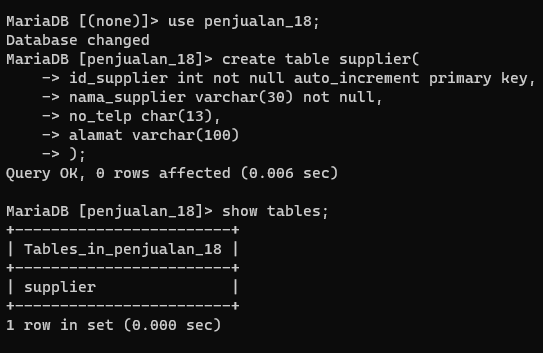 MariaDB [(none)]> use penjualan_18;
Database changed
MariaDB [penjualan_18]> create table supplier(
    -> id_supplier int not null auto_increment primary key,
    -> nama_supplier varchar(30) not null,
    -> no_telp char(13),
    -> alamat varchar(100)
    -> );
Query OK, 0 rows affected (0.006 sec)

MariaDB [penjualan_18]> show tables;
+------------------------+
| Tables_in_penjualan_18 |
+------------------------+
| supplier               |
+------------------------+
1 row in set (0.000 sec)